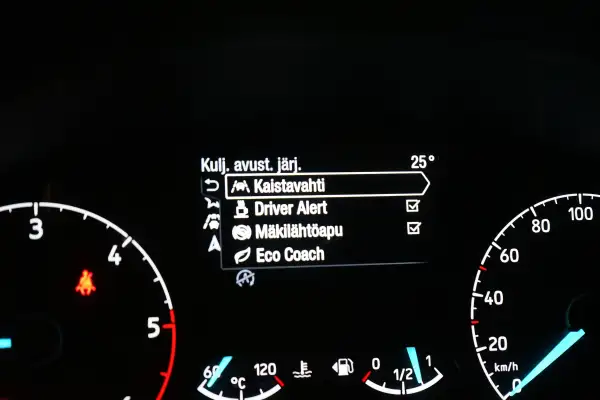 Kulj. avust. järj. 25°
Kaistavahti
Driver Alert
Mäkilähtöapu
Eco Coach
3
4
5
6
100
80
60
40
20
0
km/h
60 120
°C
0 1/2 1